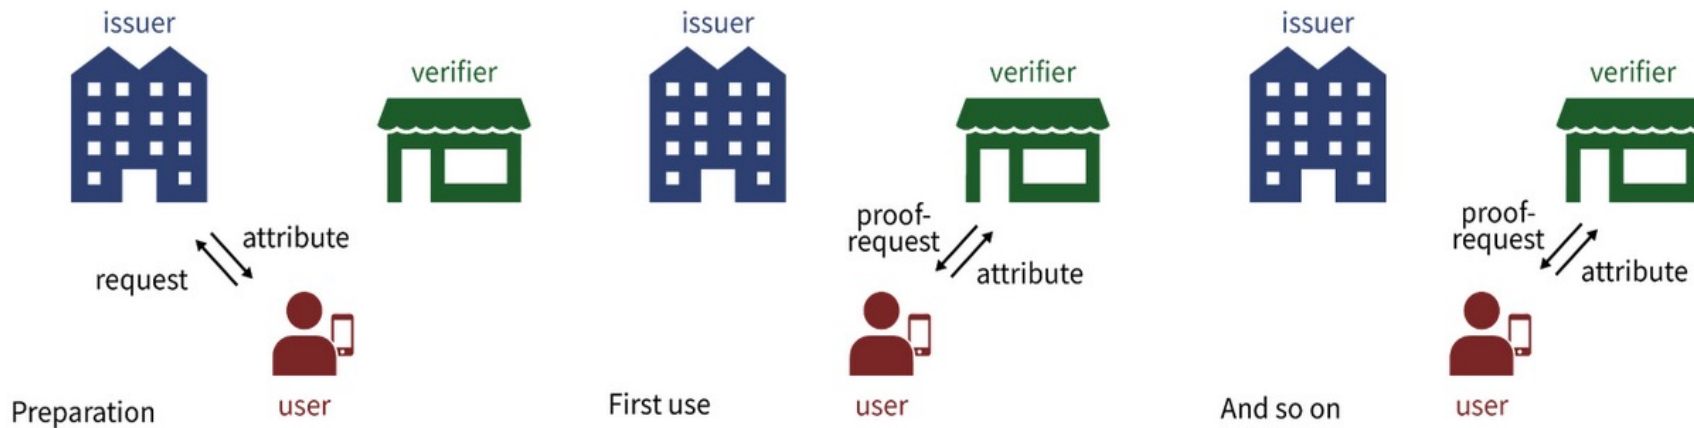 issuer
verifier
attribute
request
user
Preparation
issuer
verifier
proof-
request
attribute
user
First use
issuer
verifier
proof-
request
attribute
user
And so on